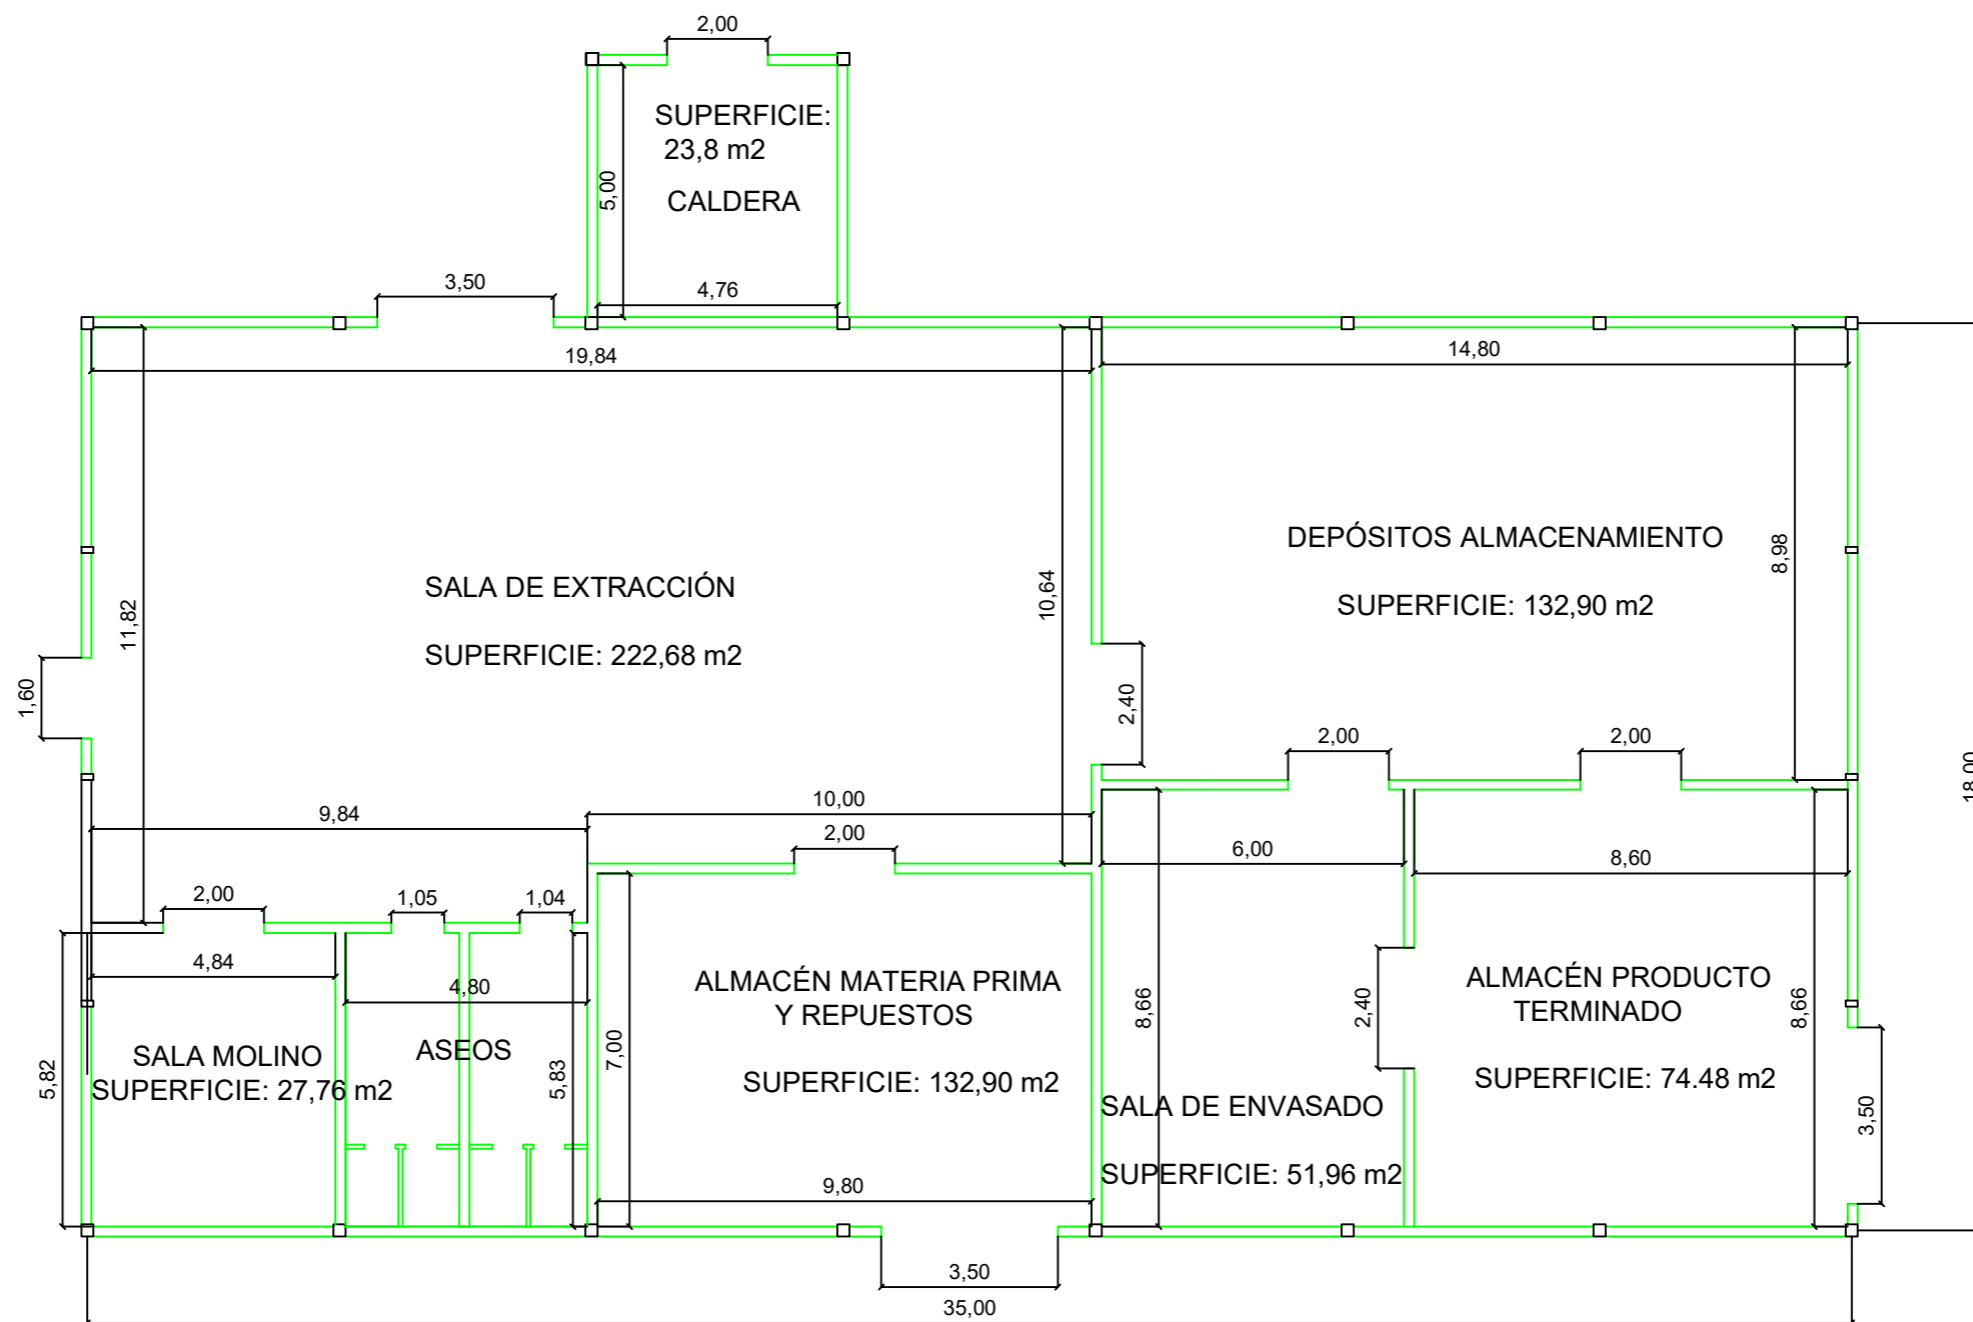 2,00
SUPERFICIE:
23,8 m2
CALDERA
5,00
4,76
3,50
19,84
14,80
11,82
10,64
8,98
SALA DE EXTRACCIÓN
SUPERFICIE: 222,68 m2
DEPÓSITOS ALMACENAMIENTO
SUPERFICIE: 132,90 m2
1,60
2,40
2,00
2,00
18,00
9,84
10,00
2,00
6,00
8,60
2,00
1,05
1,04
4,84
4,80
5,82
SALA MOLINO
SUPERFICIE: 27,76 m2
ASEOS
5,83
7,00
ALMACÉN MATERIA PRIMA
Y REPUESTOS
SUPERFICIE: 132,90 m2
9,80
8,66
SALA DE ENVASADO
SUPERFICIE: 51,96 m2
2,40
ALMACÉN PRODUCTO
TERMINADO
SUPERFICIE: 74.48 m2
8,66
3,50
3,50
35,00